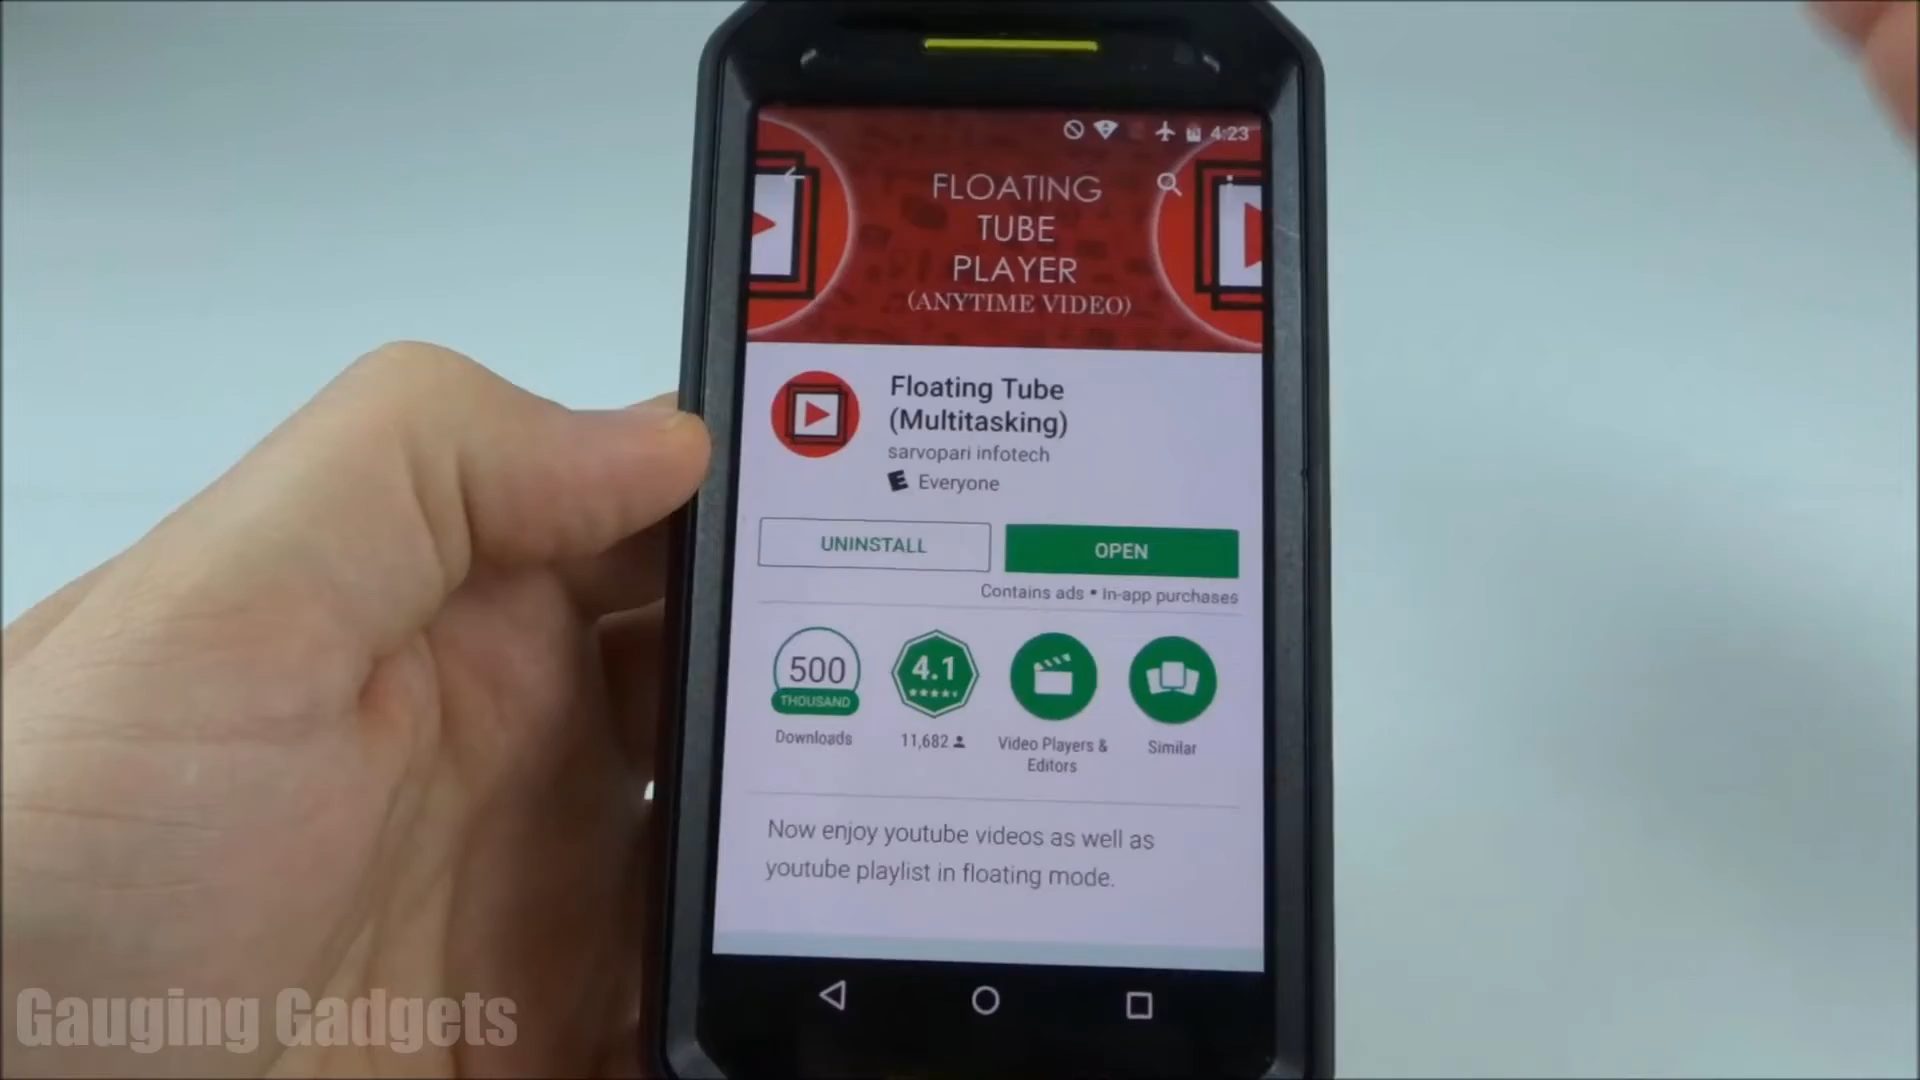 4:23
FLOATING
TUBE
PLAYER
(ANYTIME VIDEO)
Floating Tube
(Multitasking)
sarvopari infotech
E Everyone
UNINSTALL
OPEN
Contains ads • In-app purchases
500
THOUSAND
Downloads
4.1
11,682
Video Players &
Editors
Similar
Now enjoy youtube videos as well as
youtube playlist in floating mode.
Gauging Gadgets